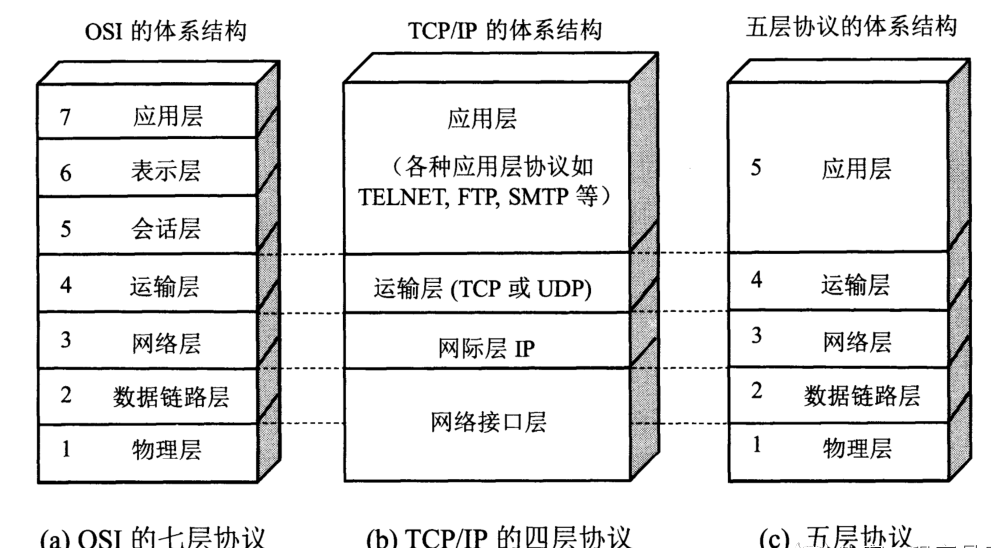 OSI 的体系结构
7 应用层
6 表示层
5 会话层
4 运输层
3 网络层
2 数据链路层
1 物理层
(a) OSI 的七层协议
TCP/IP 的体系结构
应用层
（各种应用层协议如
TELNET, FTP, SMTP 等）
运输层 (TCP 或 UDP)
网际层 IP
网络接口层
(b) TCP/IP 的四层协议
五层协议的体系结构
5 应用层
4 运输层
3 网络层
2 数据链路层
1 物理层
(c) 五层协议